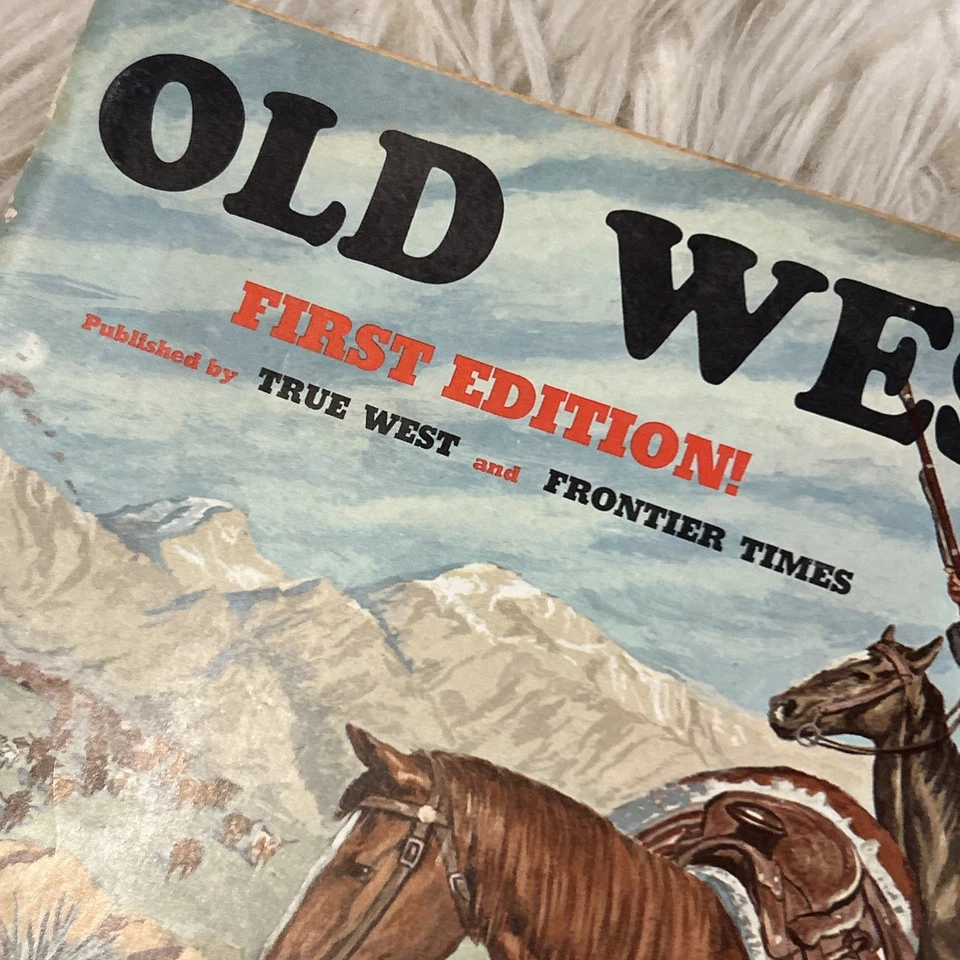 OLD WES
FIRST EDITION!
Published by TRUE WEST and FRONTIER TIMES